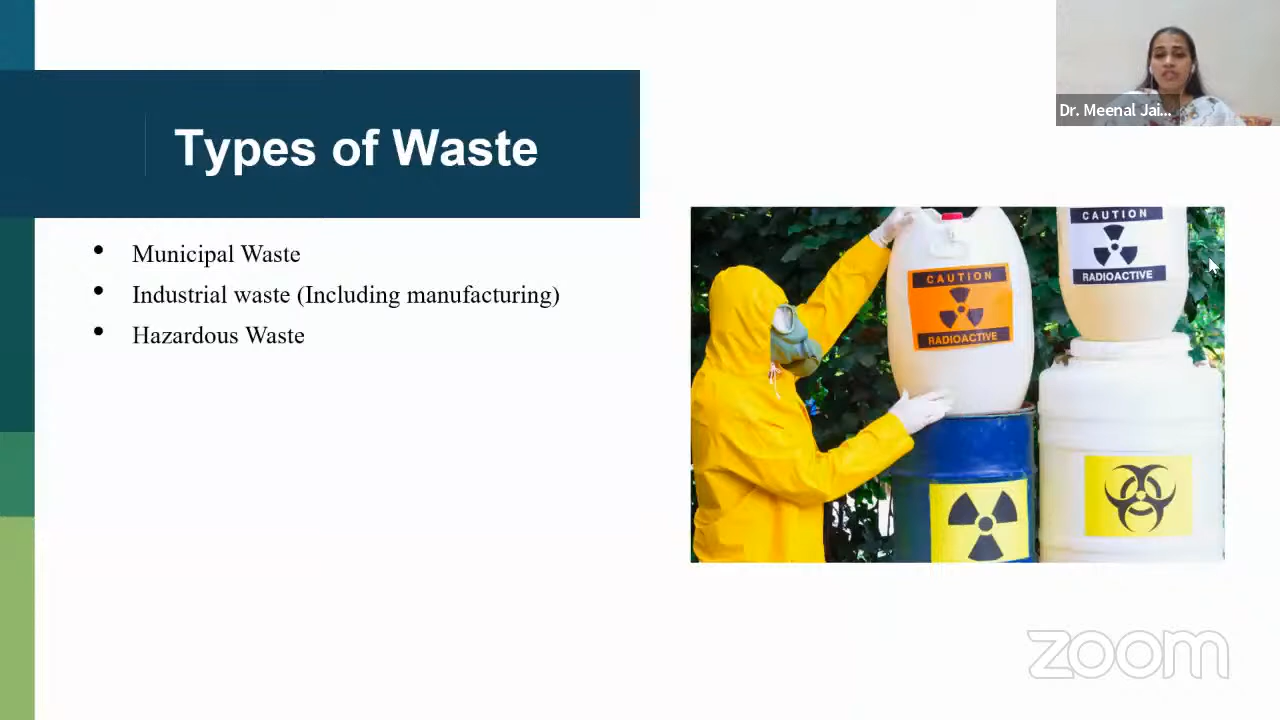 Dr. Meenal Jai...
Types of Waste
• Municipal Waste
• Industrial waste (Including manufacturing)
• Hazardous Waste
CAUTION
RADIOACTIVE
CAUTION
RADIOACTIVE
zoom